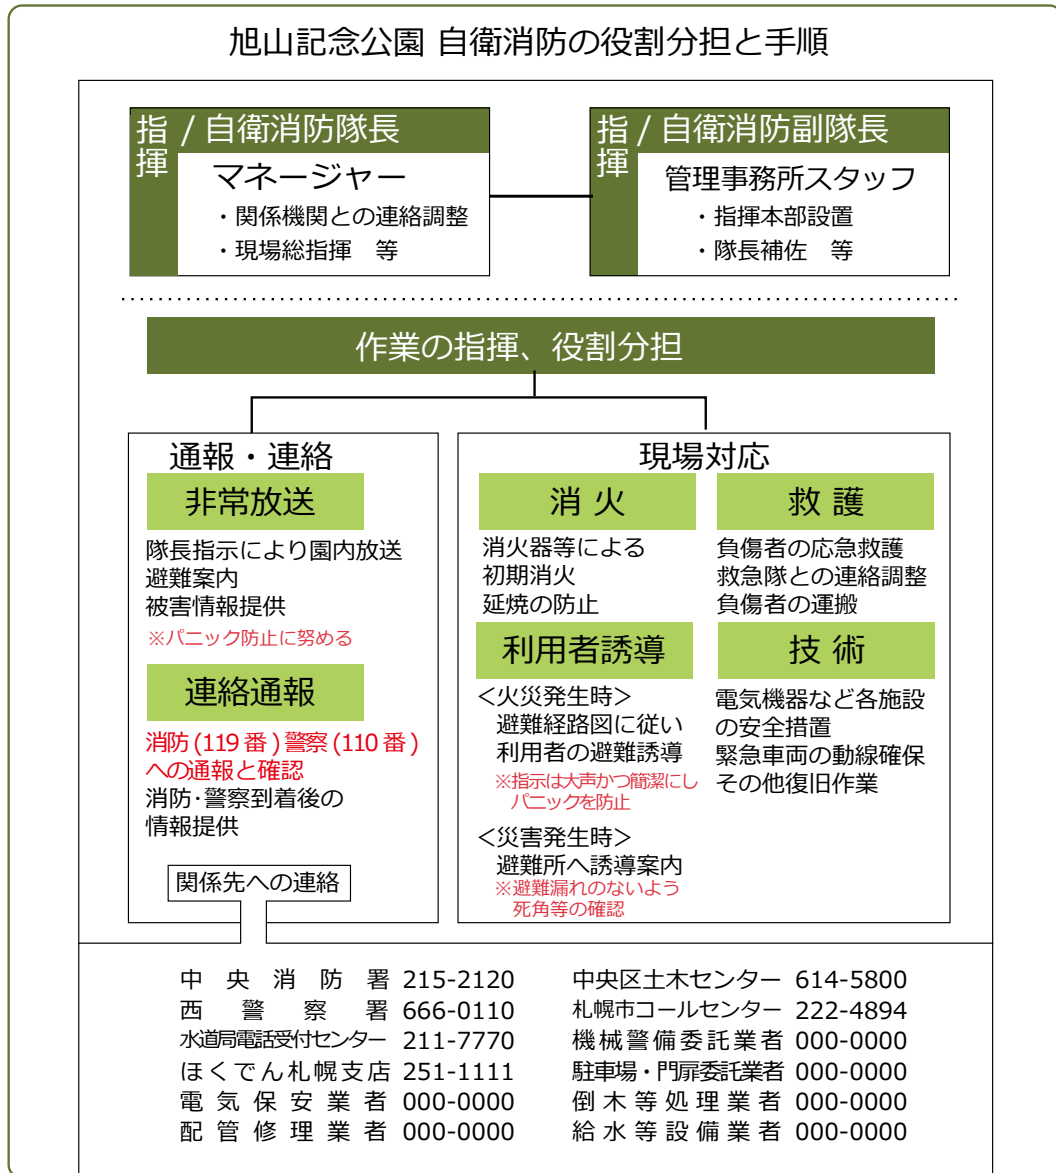 旭山記念公園 自衛消防の役割分担と手順
指揮 / 自衛消防隊長
マネージャー
・関係機関との連絡調整
・現場総指揮 等
指揮 / 自衛消防副隊長
管理事務所スタッフ
・指揮本部設置
・隊長補佐 等
作業の指揮、役割分担
通報・連絡
非常放送
隊長指示により園内放送
避難案内
被害情報提供
※パニック防止に努める
連絡通報
消防(119番)警察(110番)
への通報と確認
消防・警察到着後の
情報提供
関係先への連絡
現場対応
消 火
消火器等による
初期消火
延焼の防止
救 護
負傷者の応急救護
救急隊との連絡調整
負傷者の運搬
利用者誘導
<火災発生時>
避難経路図に従い
利用者の避難誘導
※指示は大声かつ簡潔にし
パニックを防止
<災害発生時>
避難所へ誘導案内
※避難漏れのないよう
死角等の確認
技 術
電気機器など各施設
の安全措置
緊急車両の動線確保
その他復旧作業
中央消防署 215-2120
西警察署 666-0110
水道局電話受付センター 211-7770
ほくでん札幌支店 251-1111
電気保安業者 000-0000
配管修理業者 000-0000
中央区土木センター 614-5800
札幌市コールセンター 222-4894
機械警備委託業者 000-0000
駐車場・門扉委託業者 000-0000
倒木等処理業者 000-0000
給水等設備業者 000-0000